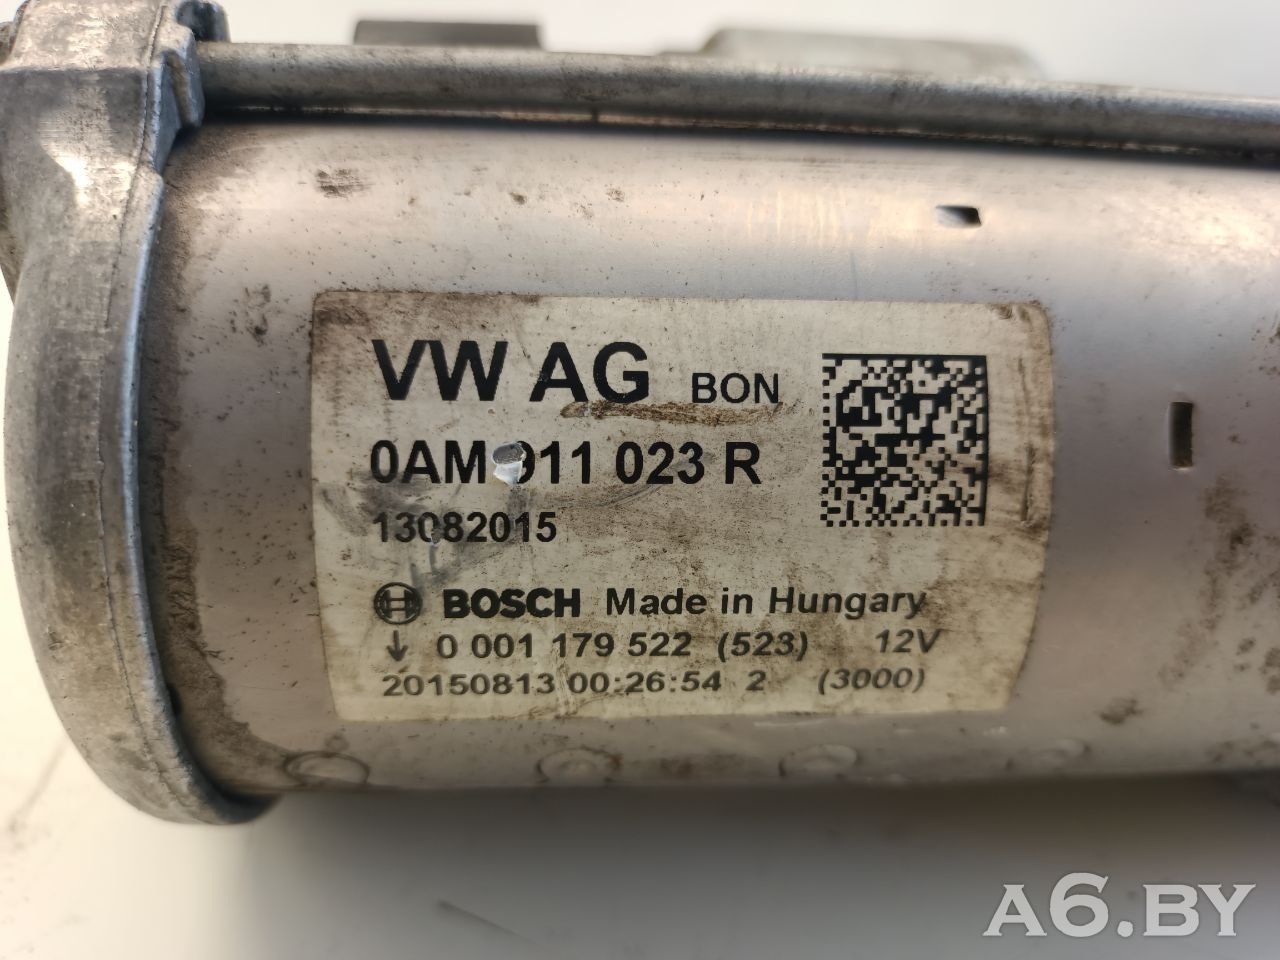 VW AG BON
0AM 911 023 R
13082015
BOSCH Made in Hungary
↓ 0 001 179 522 (523) 12V
20150813 00:26:54 2 (3000)
A6.BY